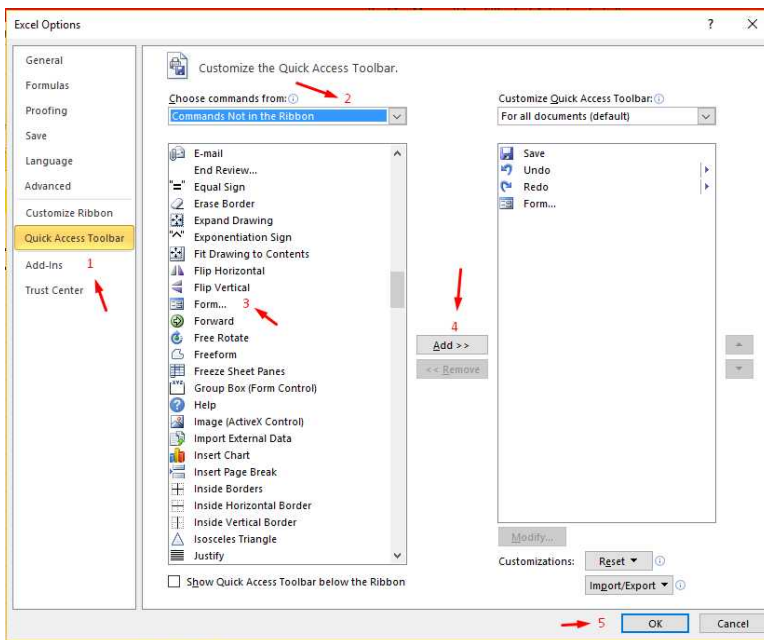 Excel Options
?
General
Formulas
Proofing
Save
Language
Advanced
Customize Ribbon
Quick Access Toolbar
Add-Ins 1
Trust Center
Customize the Quick Access Toolbar.
Choose commands from: 2
Commands Not in the Ribbon
E-mail
End Review...
"=" Equal Sign
Erase Border
Expand Drawing
"^" Exponentiation Sign
Fit Drawing to Contents
Flip Horizontal
Flip Vertical
Form... 3
Forward
Free Rotate
Freeform
Freeze Sheet Panes
Group Box (Form Control)
Help
Image (ActiveX Control)
Import External Data
Insert Chart
Insert Page Break
Inside Borders
Inside Horizontal Border
Inside Vertical Border
Isosceles Triangle
Justify
Show Quick Access Toolbar below the Ribbon
4
Add >>
<< Remove
Customize Quick Access Toolbar:
For all documents (default)
Save
Undo
Redo
Form...
Modify...
Customizations: Reset
Import/Export
5 OK Cancel